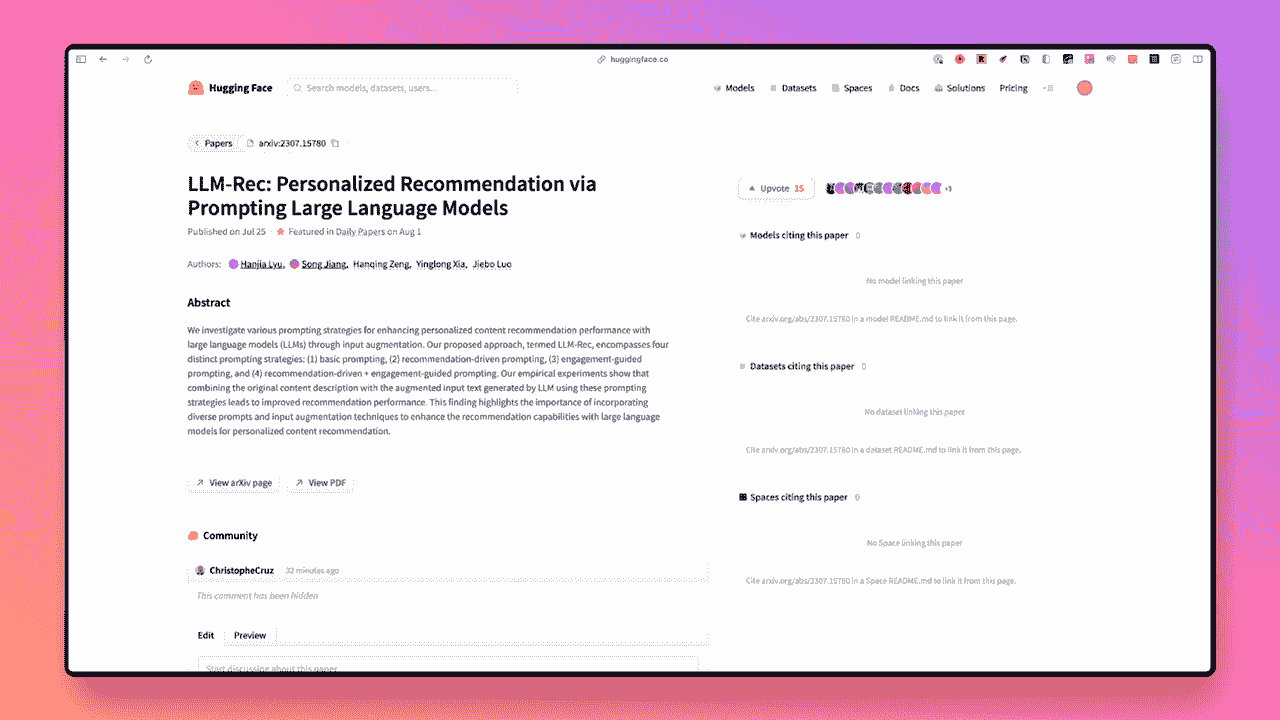 huggingface.co
Hugging Face
Search models, datasets, users...
Models
Datasets
Spaces
Docs
Solutions
Pricing
Papers
arxiv:2307.15780
LLM-Rec: Personalized Recommendation via
Prompting Large Language Models
Published on Jul 25 · Featured in Daily Papers on Aug 1
Authors: Hanjia Lyu, Song Jiang, Hanqing Zeng, Yinglong Xia, Jiebo Luo
Abstract
We investigate various prompting strategies for enhancing personalized content recommendation performance with
large language models (LLMs) through input augmentation. Our proposed approach, termed LLM-Rec, encompasses four
distinct prompting strategies: (1) basic prompting, (2) recommendation-driven prompting, (3) engagement-guided
prompting, and (4) recommendation-driven + engagement-guided prompting. Our empirical experiments show that
combining the original content description with the augmented input text generated by LLM using these prompting
strategies leads to improved recommendation performance. This finding highlights the importance of incorporating
diverse prompts and input augmentation techniques to enhance the recommendation capabilities with large language
models for personalized content recommendation.
View arXiv page
View PDF
Community
ChristopheCruz 32 minutes ago
This comment has been hidden
Edit
Preview
Start discussing about this paper
Upvote 15
+3
Models citing this paper 0
No model linking this paper
Cite arxiv.org/abs/2307.15780 in a model README.md to link it from this page.
Datasets citing this paper 0
No dataset linking this paper
Cite arxiv.org/abs/2307.15780 in a dataset README.md to link it from this page.
Spaces citing this paper 0
No Space linking this paper
Cite arxiv.org/abs/2307.15780 in a Space README.md to link it from this page.